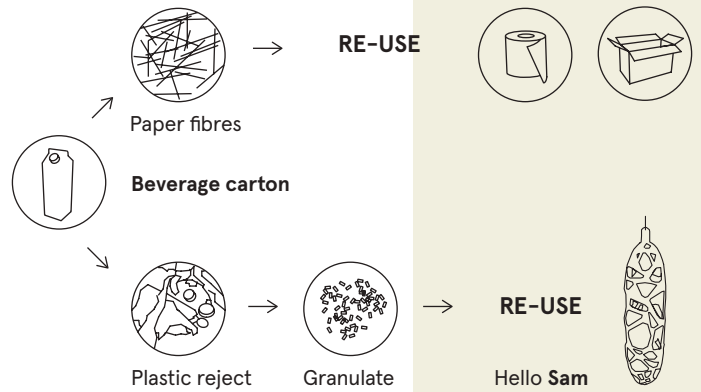 RE-USE
Paper fibres
Beverage carton
RE-USE
Plastic reject
Granulate
Hello Sam